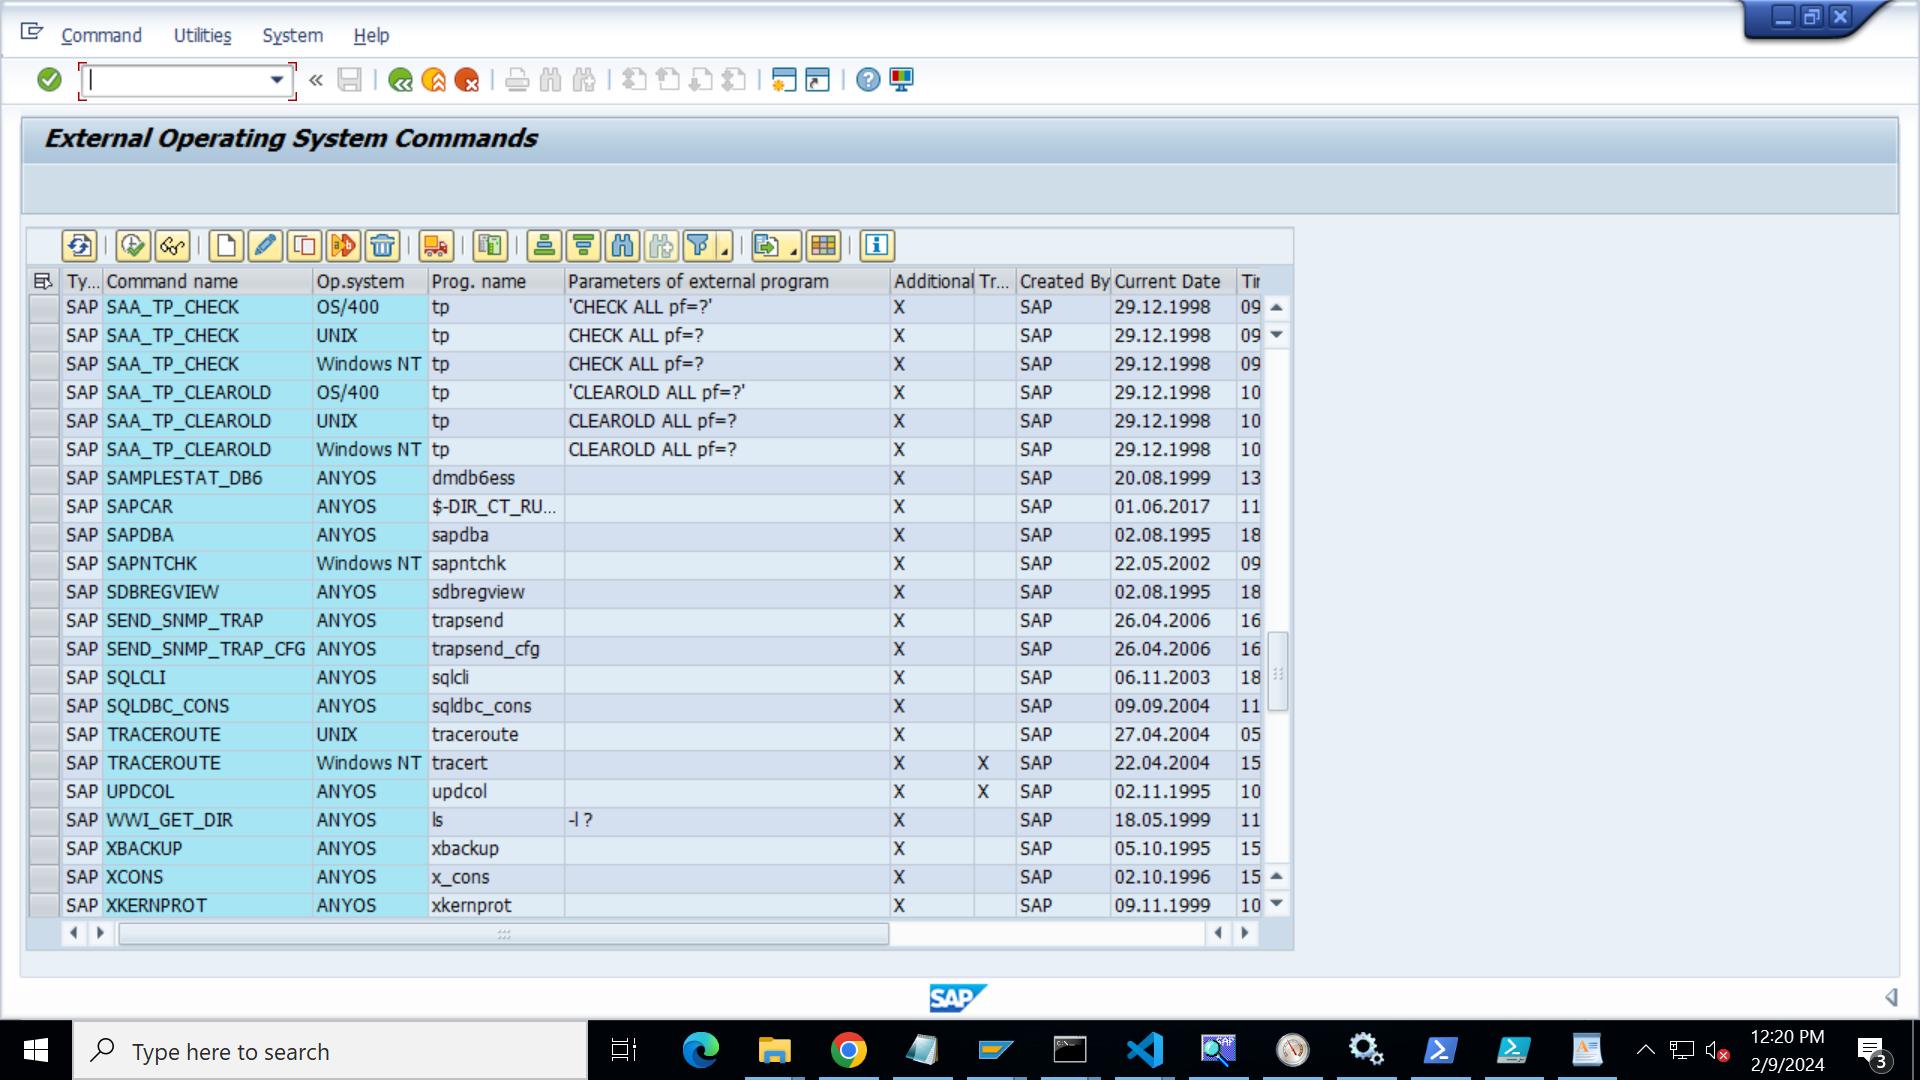 Command Utilities System Help
External Operating System Commands
Ty... Command name Op.system Prog. name Parameters of external program Additional Tr... Created By Current Date Tir
SAP SAA_TP_CHECK OS/400 tp 'CHECK ALL pf=?' X SAP 29.12.1998 09
SAP SAA_TP_CHECK UNIX tp CHECK ALL pf=? X SAP 29.12.1998 09
SAP SAA_TP_CHECK Windows NT tp CHECK ALL pf=? X SAP 29.12.1998 09
SAP SAA_TP_CLEAROLD OS/400 tp 'CLEAROLD ALL pf=?' X SAP 29.12.1998 10
SAP SAA_TP_CLEAROLD UNIX tp CLEAROLD ALL pf=? X SAP 29.12.1998 10
SAP SAA_TP_CLEAROLD Windows NT tp CLEAROLD ALL pf=? X SAP 29.12.1998 10
SAP SAMPLESTAT_DB6 ANYOS dmdb6ess X SAP 20.08.1999 13
SAP SAPCAR ANYOS $-DIR_CT_RU... X SAP 01.06.2017 11
SAP SAPDBA ANYOS sapdba X SAP 02.08.1995 18
SAP SAPNTCHK Windows NT sapntchk X SAP 22.05.2002 09
SAP SDBREGVIEW ANYOS sdbregview X SAP 02.08.1995 18
SAP SEND_SNMP_TRAP ANYOS trapsend X SAP 26.04.2006 16
SAP SEND_SNMP_TRAP_CFG ANYOS trapsend_cfg X SAP 26.04.2006 16
SAP SQLCLI ANYOS sqlcli X SAP 06.11.2003 18
SAP SQLDBC_CONS ANYOS sqldbc_cons X SAP 09.09.2004 11
SAP TRACEROUTE UNIX traceroute X SAP 27.04.2004 05
SAP TRACEROUTE Windows NT tracert X X SAP 22.04.2004 15
SAP UPDCOL ANYOS updcol X X SAP 02.11.1995 10
SAP WWI_GET_DIR ANYOS ls -l ? X SAP 18.05.1999 11
SAP XBACKUP ANYOS xbackup X SAP 05.10.1995 15
SAP XCONS ANYOS x_cons X SAP 02.10.1996 15
SAP XKERNPROT ANYOS xkernprot X SAP 09.11.1999 10
SAP
Type here to search
12:20 PM
2/9/2024
3